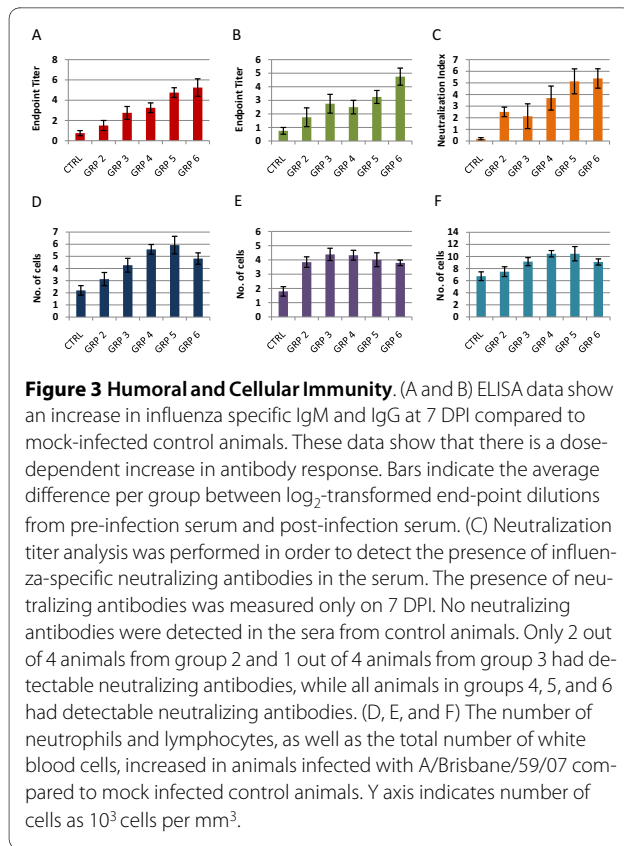 A
B
C
Endpoint Titer
8
6
4
2
0
CTRL
GRP 2
GRP 3
GRP 4
GRP 5
GRP 6
Endpoint Titer
6
5
4
3
2
1
0
CTRL
GRP 2
GRP 3
GRP 4
GRP 5
GRP 6
Neutralization Index
7
6
5
4
3
2
1
0
CTRL
GRP 2
GRP 3
GRP 4
GRP 5
GRP 6
D
E
F
No. of cells
7
6
5
4
3
2
1
0
CTRL
GRP 2
GRP 3
GRP 4
GRP 5
GRP 6
No. of cells
6
5
4
3
2
1
0
CTRL
GRP 2
GRP 3
GRP 4
GRP 5
GRP 6
No. of cells
14
12
10
8
6
4
2
0
CTRL
GRP 2
GRP 3
GRP 4
GRP 5
GRP 6
Figure 3 Humoral and Cellular Immunity. (A and B) ELISA data show
an increase in influenza specific IgM and IgG at 7 DPI compared to
mock-infected control animals. These data show that there is a dose-
dependent increase in antibody response. Bars indicate the average
difference per group between log₂-transformed end-point dilutions
from pre-infection serum and post-infection serum. (C) Neutralization
titer analysis was performed in order to detect the presence of influen-
za-specific neutralizing antibodies in the serum. The presence of neu-
tralizing antibodies was measured only on 7 DPI. No neutralizing
antibodies were detected in the sera from control animals. Only 2 out
of 4 animals from group 2 and 1 out of 4 animals from group 3 had de-
tectable neutralizing antibodies, while all animals in groups 4, 5, and 6
had detectable neutralizing antibodies. (D, E, and F) The number of
neutrophils and lymphocytes, as well as the total number of white
blood cells, increased in animals infected with A/Brisbane/59/07 com-
pared to mock infected control animals. Y axis indicates number of
cells as 10³ cells per mm³.